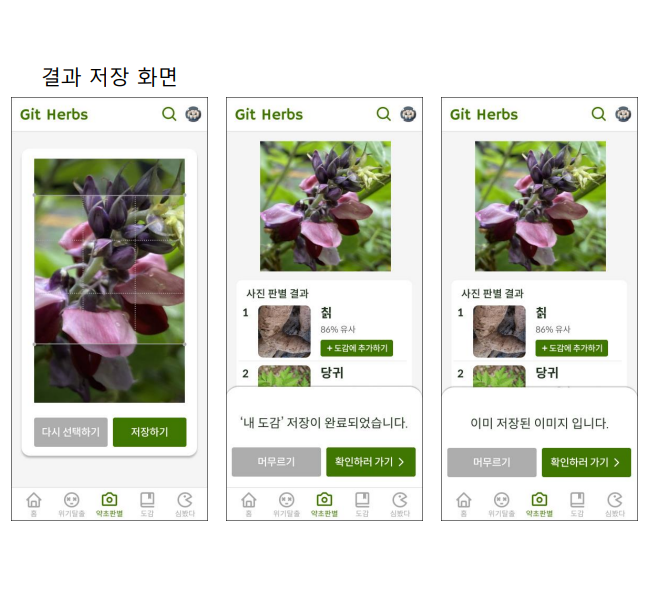 결과 저장 화면
Git Herbs
다시 선택하기
저장하기
홈
위기탈출
약초판별
도감
심봤다
Git Herbs
사진 판별 결과
1
칡
86% 유사
+ 도감에 추가하기
2
당귀
‘내 도감’ 저장이 완료되었습니다.
머무르기
확인하러 가기 >
홈
위기탈출
약초판별
도감
심봤다
Git Herbs
사진 판별 결과
1
칡
86% 유사
+ 도감에 추가하기
2
당귀
이미 저장된 이미지 입니다.
머무르기
확인하러 가기 >
홈
위기탈출
약초판별
도감
심봤다